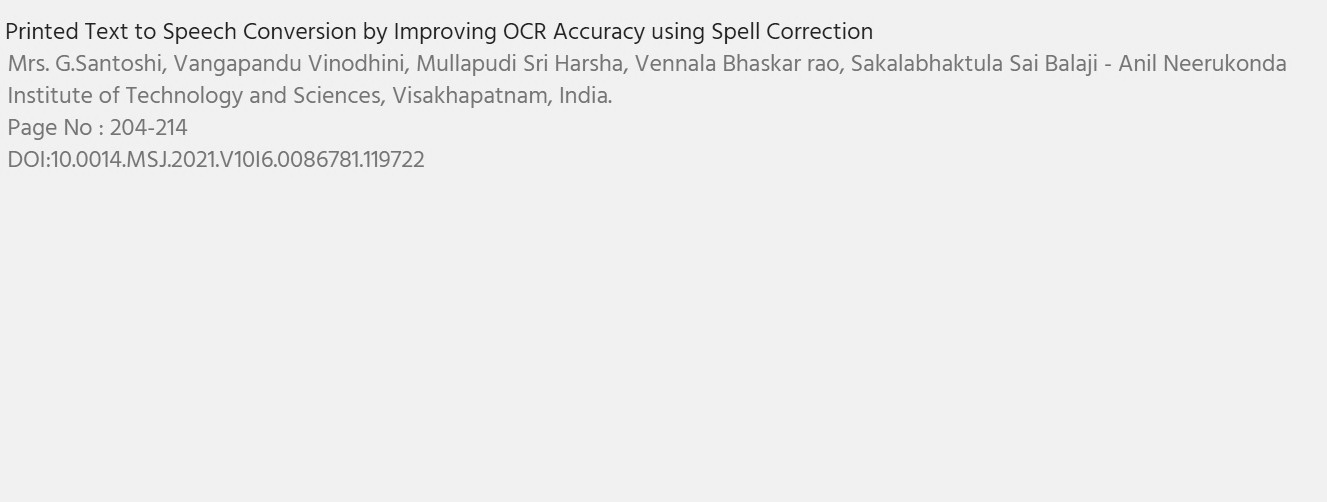 Printed Text to Speech Conversion by Improving OCR Accuracy using Spell Correction
Mrs. G.Santoshi, Vangapandu Vinodhini, Mullapudi Sri Harsha, Vennala Bhaskar rao, Sakalabhaktula Sai Balaji - Anil Neerukonda
Institute of Technology and Sciences, Visakhapatnam, India.
Page No : 204-214
DOI:10.0014.MSJ.2021.V10I6.0086781.119722